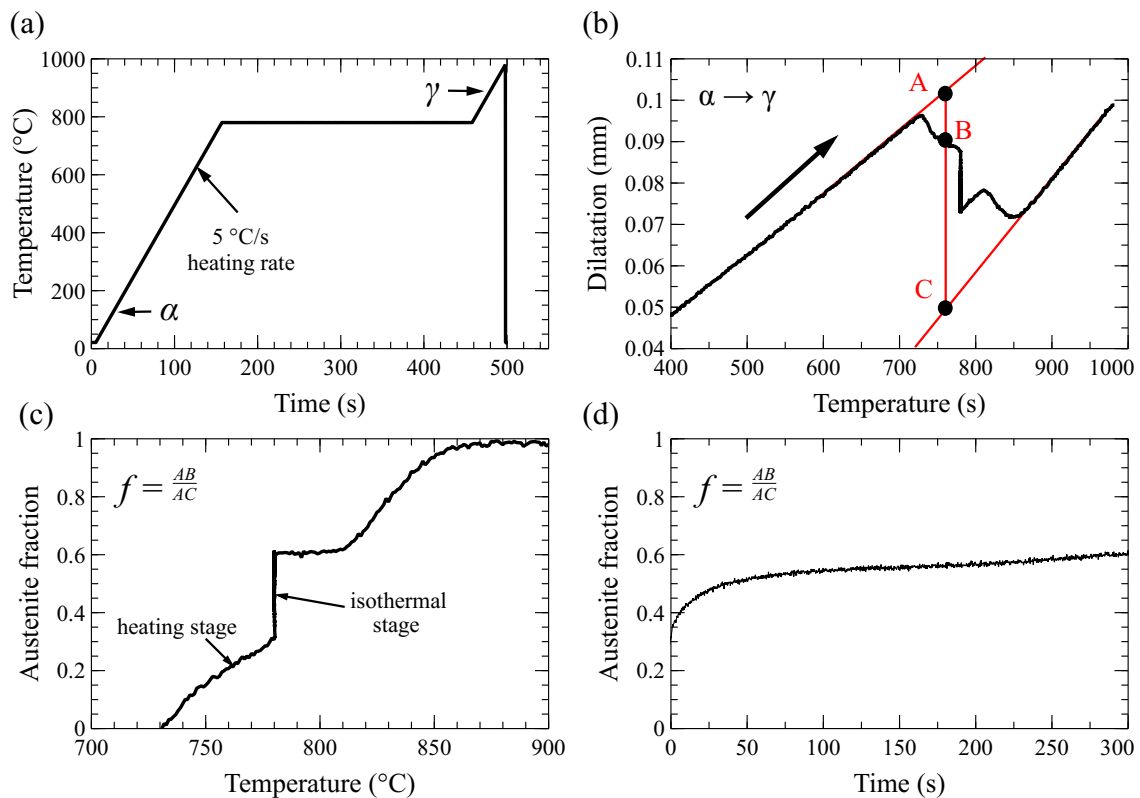 (a)
1000
800
600
400
200
0
Temperature (°C)
γ
5 °C/s
heating rate
α
0 100 200 300 400 500
Time (s)
(b)
0.11
0.1
0.09
0.08
0.07
0.06
0.05
0.04
Dilatation (mm)
α → γ
A
B
C
400 500 600 700 800 900 1000
Temperature (s)
(c)
1
0.8
0.6
0.4
0.2
0
Austenite fraction
f = AB/AC
isothermal
stage
heating stage
700 750 800 850 900
Temperature (°C)
(d)
1
0.8
0.6
0.4
0.2
0
Austenite fraction
f = AB/AC
0 50 100 150 200 250 300
Time (s)